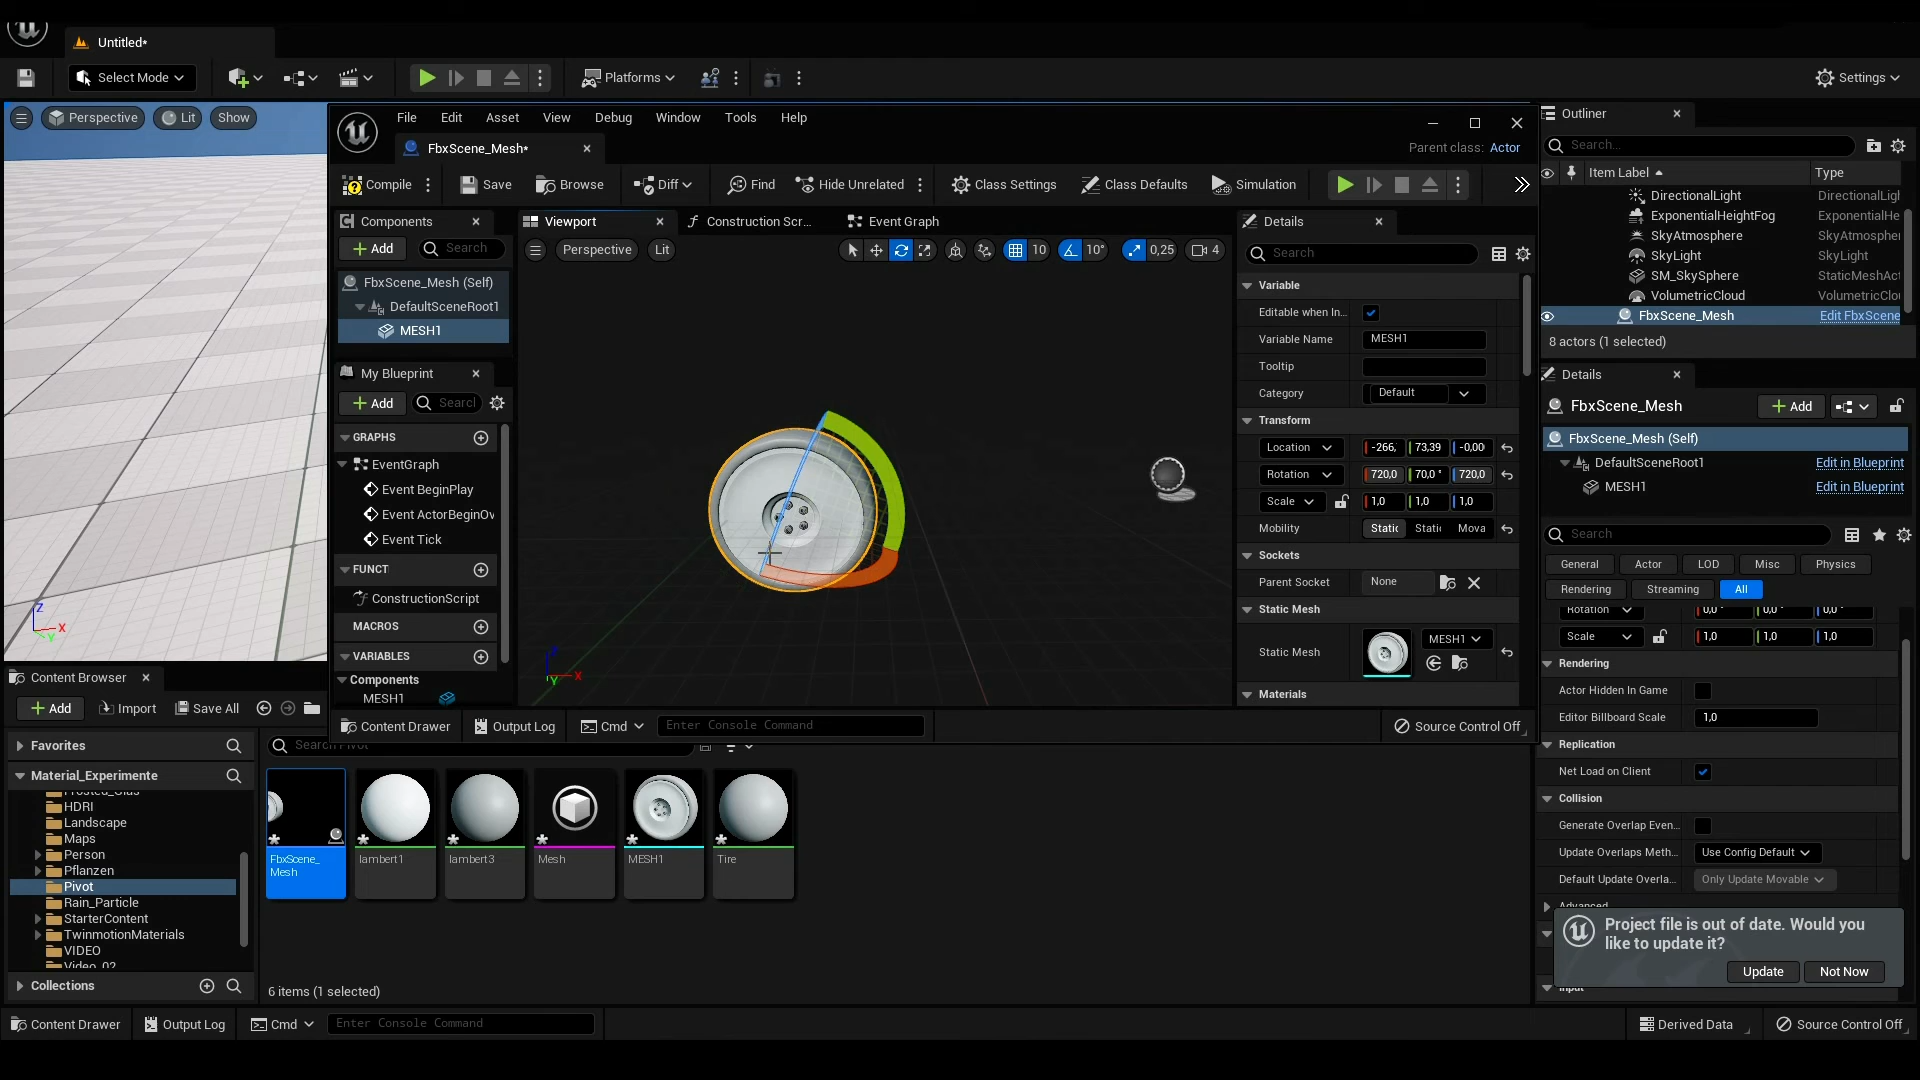 Untitled*
Select Mode
Platforms
Settings
Perspective
Lit
Show
File
Edit
Asset
View
Debug
Window
Tools
Help
FbxScene_Mesh*
Parent class: Actor
Compile
Save
Browse
Diff
Find
Hide Unrelated
Class Settings
Class Defaults
Simulation
Components
Add
Search
FbxScene_Mesh (Self)
DefaultSceneRoot1
MESH1
My Blueprint
Add
Search
GRAPHS
EventGraph
Event BeginPlay
Event ActorBeginOv
Event Tick
FUNCT
ConstructionScript
MACROS
VARIABLES
Components
MESH1
Viewport
Construction Scr...
Event Graph
Perspective
Lit
10
10°
0,25
4
Z
X
Y
X
Y
Details
Search
Variable
Editable when In...
Variable Name
MESH1
Tooltip
Category
Default
Transform
Location
-266,
73,39
-0,00
Rotation
720,0
70,0 °
720,0
Scale
1,0
1,0
1,0
Mobility
Static
Static
Mova
Sockets
Parent Socket
None
Static Mesh
Static Mesh
MESH1
Materials
Content Drawer
Output Log
Cmd
Enter Console Command
Source Control Off
Outliner
Search...
Item Label
Type
DirectionalLight
DirectionalLigh
ExponentialHeightFog
ExponentialHe
SkyAtmosphere
SkyAtmospher
SkyLight
SkyLight
SM_SkySphere
StaticMeshAct
VolumetricCloud
VolumetricClou
FbxScene_Mesh
Edit FbxScene
8 actors (1 selected)
Details
FbxScene_Mesh
Add
FbxScene_Mesh (Self)
DefaultSceneRoot1
Edit in Blueprint
MESH1
Edit in Blueprint
Search
General
Actor
LOD
Misc
Physics
Rendering
Streaming
All
Rotation
0,0 °
0,0 °
0,0 °
Scale
1,0
1,0
1,0
Rendering
Actor Hidden In Game
Editor Billboard Scale
1,0
Replication
Net Load on Client
Collision
Generate Overlap Even...
Update Overlaps Meth...
Use Config Default
Default Update Overla...
Only Update Movable
Advanced
Project file is out of date. Would you
like to update it?
Update
Not Now
Input
Content Browser
Add
Import
Save All
Favorites
Material_Experimente
Frosted_Glas
HDRI
Landscape
Maps
Person
Pflanzen
Pivot
Rain_Particle
StarterContent
TwinmotionMaterials
VIDEO
Video_02
Collections
Search Pivot
FbxScene_
Mesh
lambert1
lambert3
Mesh
MESH1
Tire
6 items (1 selected)
Content Drawer
Output Log
Cmd
Enter Console Command
Derived Data
Source Control Off